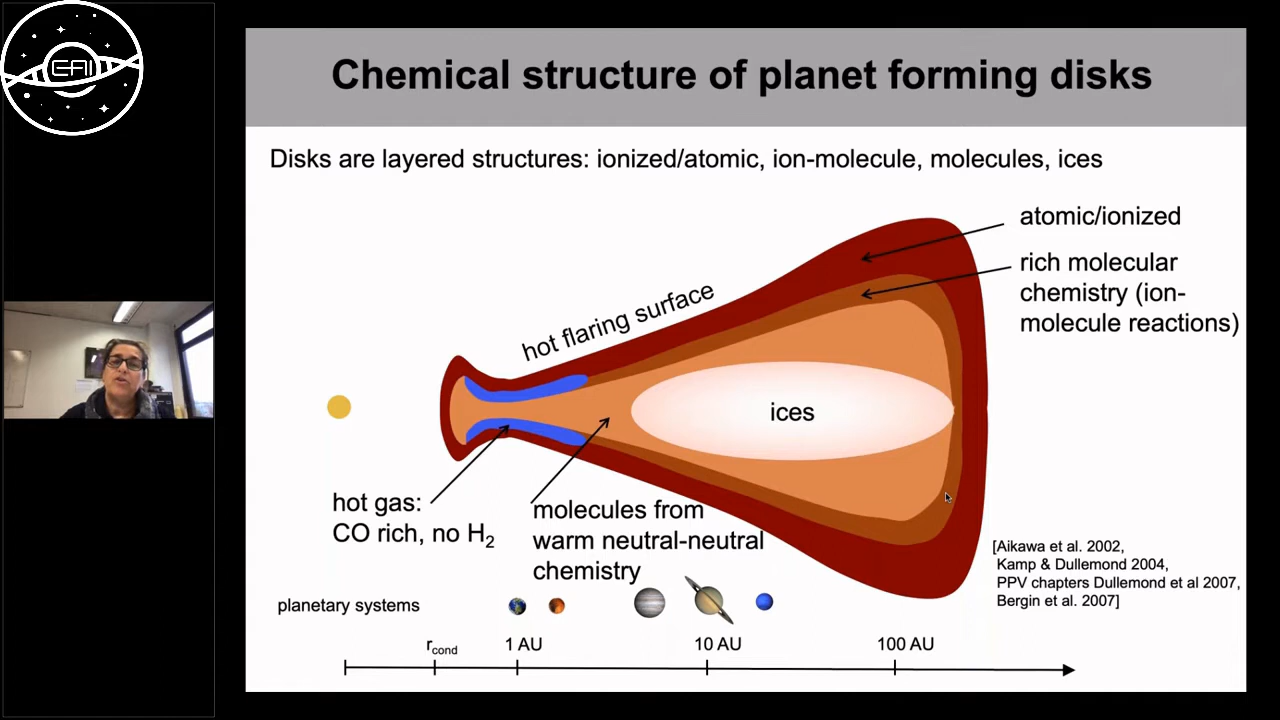 CAN
Chemical structure of planet forming disks
Disks are layered structures: ionized/atomic, ion-molecule, molecules, ices
atomic/ionized
rich molecular
chemistry (ion-
molecule reactions)
hot flaring surface
ices
hot gas:
CO rich, no H₂
molecules from
warm neutral-neutral
chemistry
[Aikawa et al. 2002,
Kamp & Dullemond 2004,
PPV chapters Dullemond et al 2007,
Bergin et al. 2007]
planetary systems
r_cond
1 AU
10 AU
100 AU